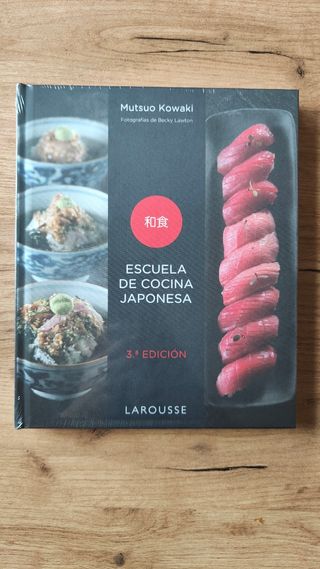 Mutsuo Kowaki
Fotografías de Becky Lawton
和食
ESCUELA
DE COCINA
JAPONESA
3.ª EDICIÓN
LAROUSSE